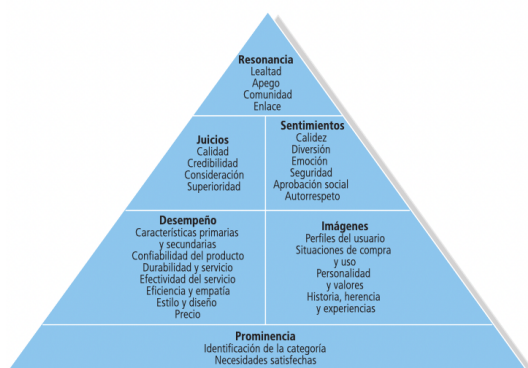 Resonancia
Lealtad
Apego
Comunidad
Enlace
Juicios
Calidad
Credibilidad
Consideración
Superioridad
Sentimientos
Calidez
Diversión
Emoción
Seguridad
Aprobación social
Autorrespeto
Desempeño
Características primarias
y secundarias
Confiabilidad del producto
Durabilidad y servicio
Efectividad del servicio
Eficiencia y empatía
Estilo y diseño
Precio
Imágenes
Perfiles del usuario
Situaciones de compra
y uso
Personalidad
y valores
Historia, herencia
y experiencias
Prominencia
Identificación de la categoría
Necesidades satisfechas